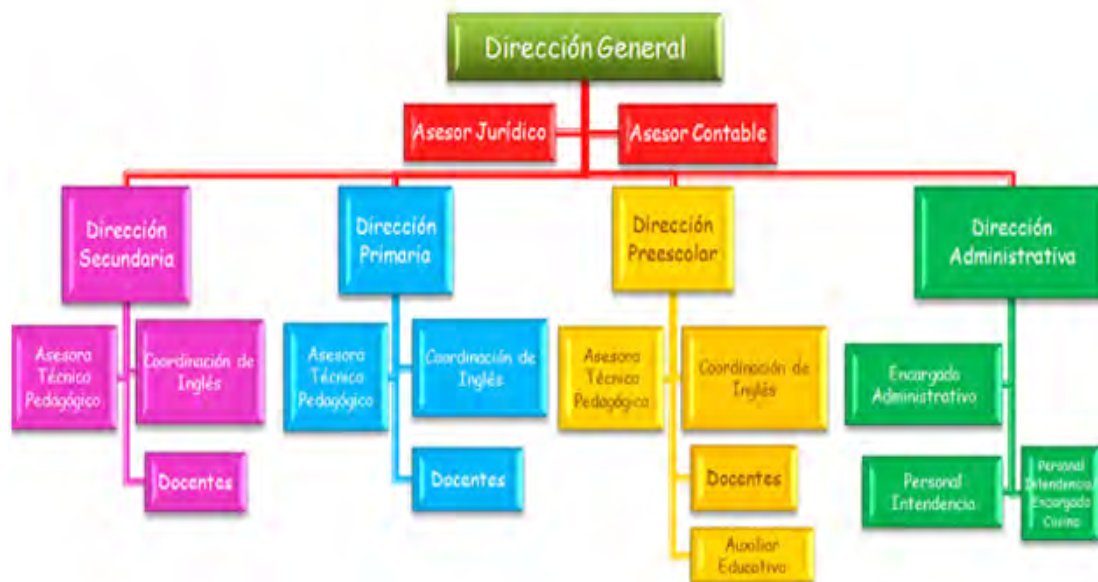 Dirección General
Asesor Jurídico
Asesor Contable
Dirección
Secundaria
Dirección
Primaria
Dirección
Preescolar
Dirección
Administrativa
Asesora
Técnico
Pedagógico
Coordinación de
Inglés
Docentes
Asesora
Técnico
Pedagógico
Coordinación de
Inglés
Docentes
Asesora
Técnico
Pedagógico
Coordinación de
Inglés
Docentes
Auxiliar
Educativo
Encargado
Administrativo
Personal
Intendencia
Personal
Intendencia/
Encargado
Cocina